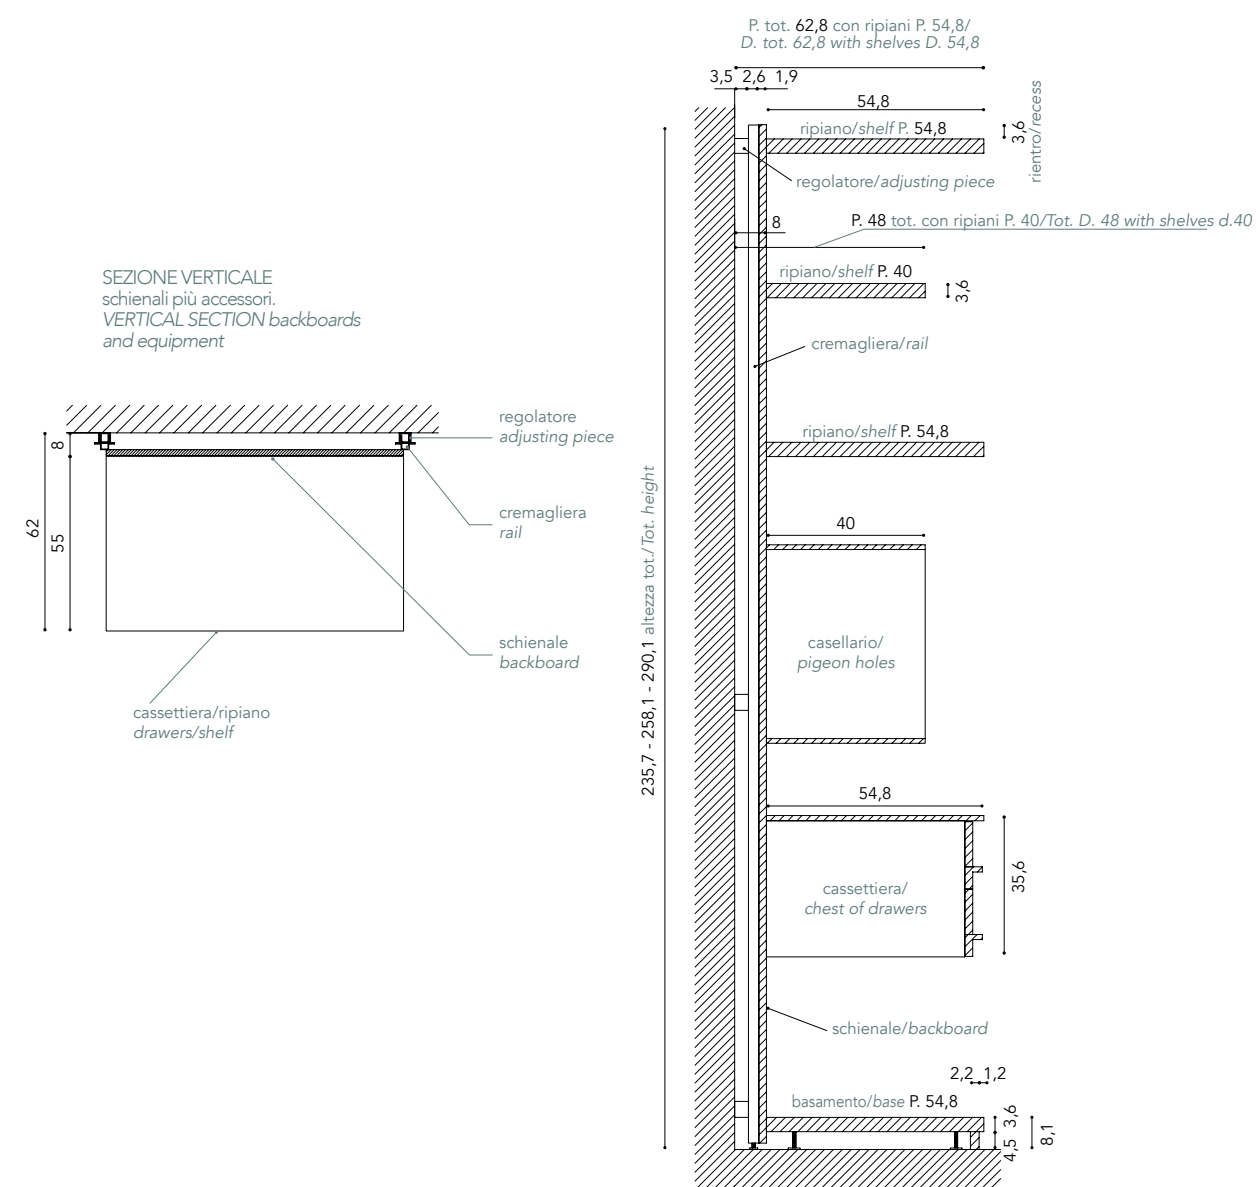 P. tot. 62,8 con ripiani P. 54,8/
D. tot. 62,8 with shelves D. 54,8
3,5 2,6 1,9
54,8
ripiano/shelf P. 54,8
3,6
rientro/recess
regolatore/adjusting piece
8
P. 48 tot. con ripiani P. 40/Tot. D. 48 with shelves d.40
ripiano/shelf P. 40
3,6
cremagliera/rail
ripiano/shelf P. 54,8
40
casellario/
pigeon holes
235,7 - 258,1 - 290,1 altezza tot./Tot. height
54,8
cassettiera/
chest of drawers
35,6
schienale/backboard
2,2 1,2
basamento/base P. 54,8
3,6
4,5
8,1
SEZIONE VERTICALE
schienali più accessori.
VERTICAL SECTION backboards
and equipment
regolatore
adjusting piece
8
62
55
cremagliera
rail
schienale
backboard
cassettiera/ripiano
drawers/shelf